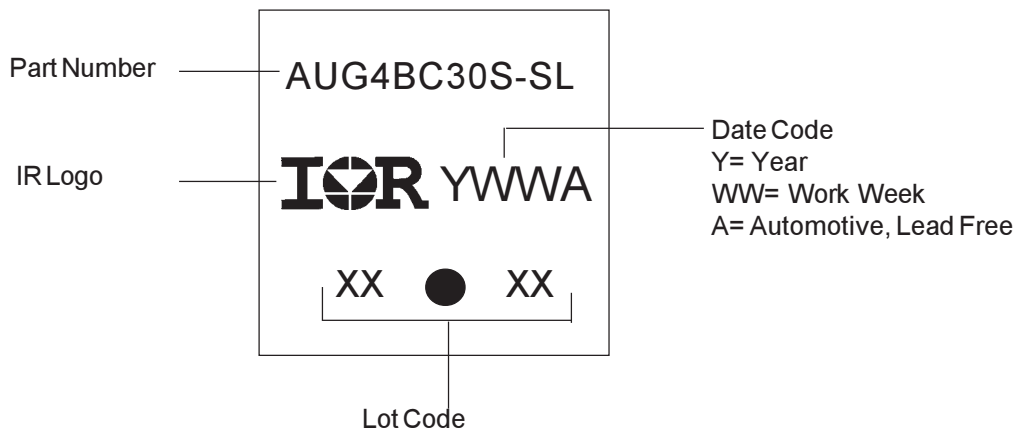 Part Number
AUG4BC30S-SL
Date Code
Y= Year
WW= Work Week
A= Automotive, Lead Free
IR Logo
IOR YWWA
XX XX
Lot Code